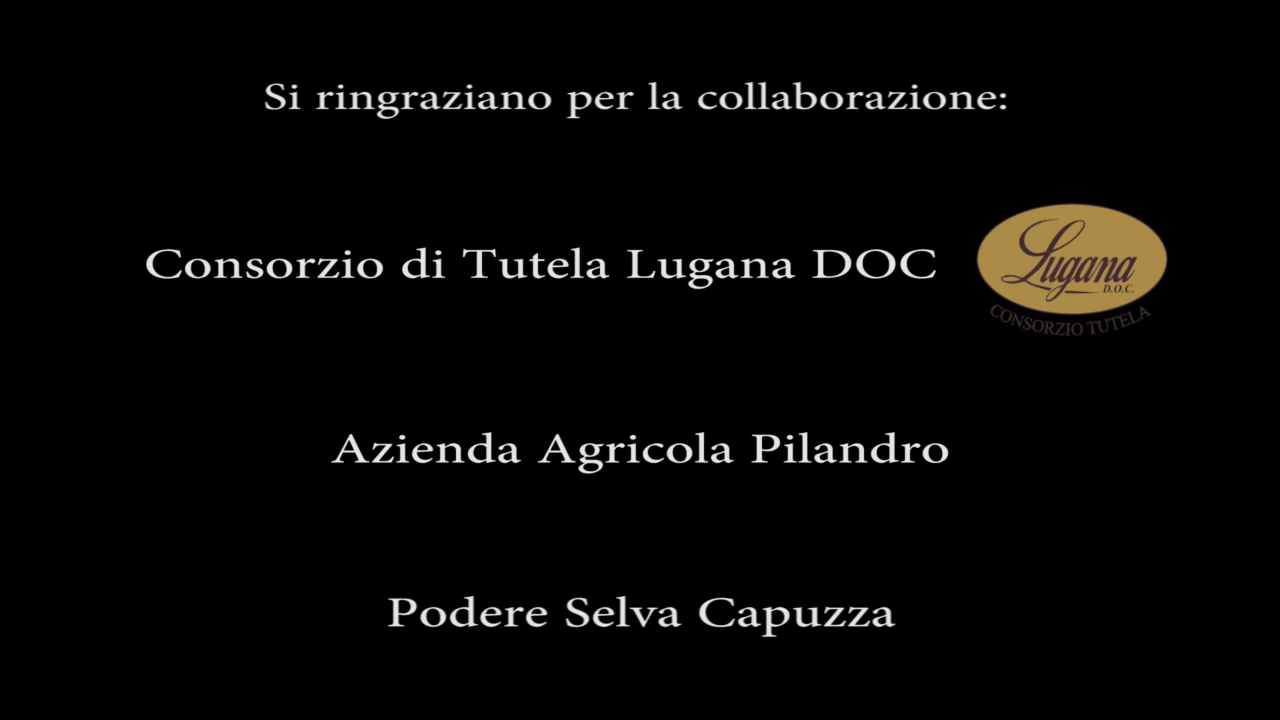 Si ringraziano per la collaborazione:
Consorzio di Tutela Lugana DOC
Lugana
D.O.C.
CONSORZIO TUTELA
Azienda Agricola Pilandro
Podere Selva Capuzza